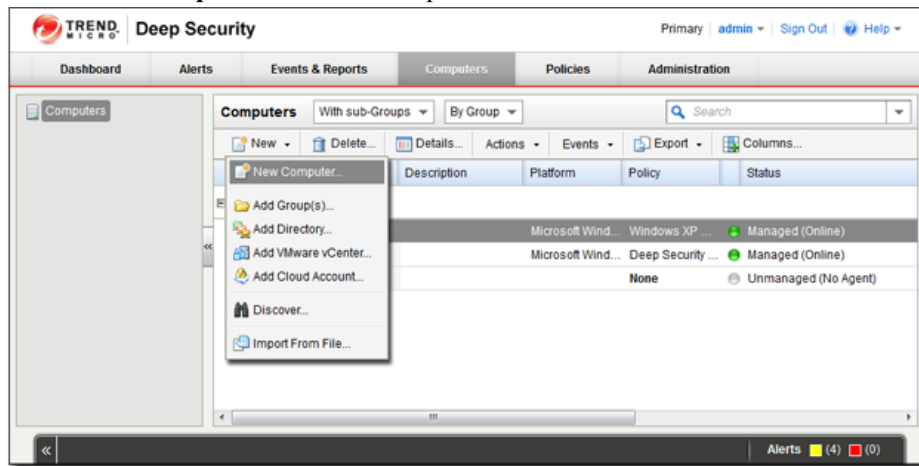 TREND MICRO Deep Security Primary admin Sign Out Help
Dashboard Alerts Events & Reports Computers Policies Administration
Computers
Computers With sub-Groups By Group Search
New Delete... Details... Actions Events Export Columns...
New Computer... Description Platform Policy Status
Add Group(s)...
Add Directory... Microsoft Wind... Windows XP ... Managed (Online)
Add VMware vCenter... Microsoft Wind... Deep Security ... Managed (Online)
Add Cloud Account... None Unmanaged (No Agent)
Discover...
Import From File...
Alerts (4) (0)